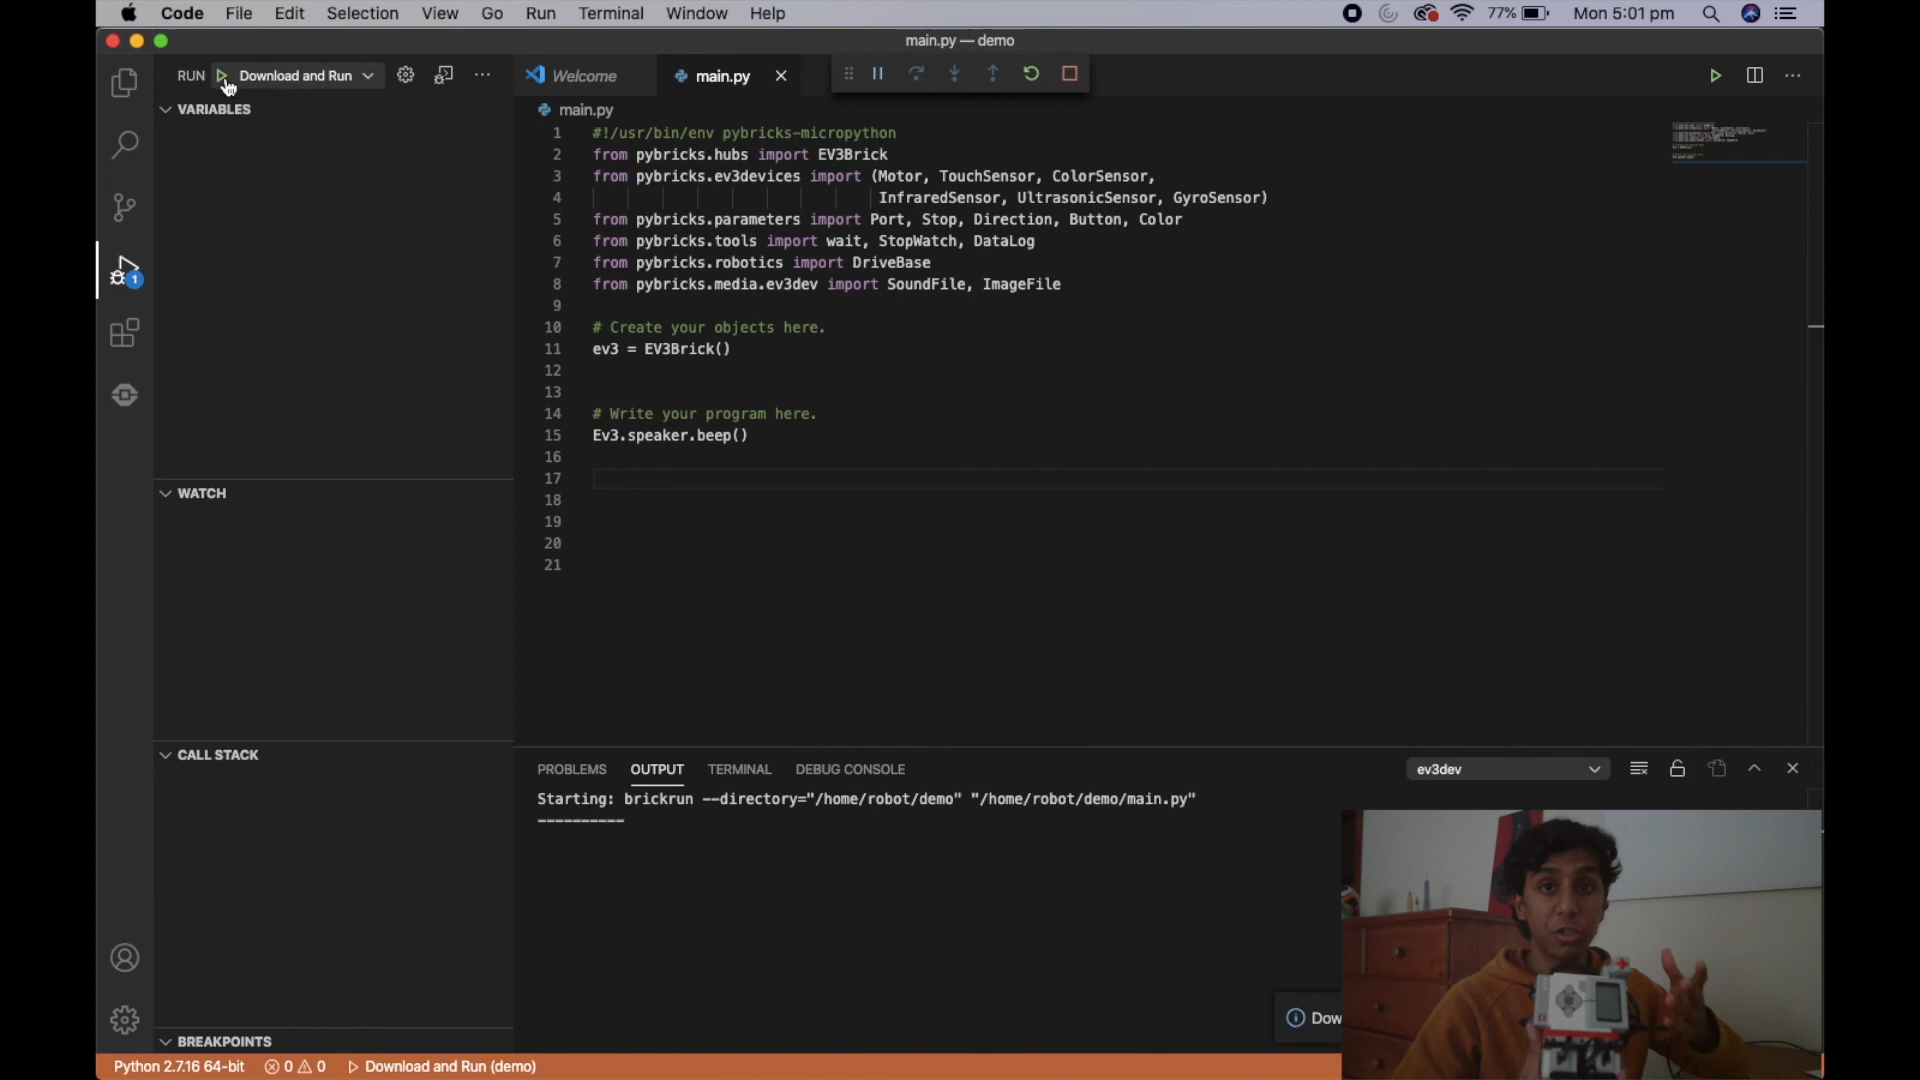 Code File Edit Selection View Go Run Terminal Window Help 77% Mon 5:01 pm
main.py — demo
RUN Download and Run
Welcome
main.py
VARIABLES
main.py
1 #!/usr/bin/env pybricks-micropython
2 from pybricks.hubs import EV3Brick
3 from pybricks.ev3devices import (Motor, TouchSensor, ColorSensor,
4 InfraredSensor, UltrasonicSensor, GyroSensor)
5 from pybricks.parameters import Port, Stop, Direction, Button, Color
6 from pybricks.tools import wait, StopWatch, DataLog
7 from pybricks.robotics import DriveBase
8 from pybricks.media.ev3dev import SoundFile, ImageFile
9
10 # Create your objects here.
11 ev3 = EV3Brick()
12
13
14 # Write your program here.
15 Ev3.speaker.beep()
16
17
18
19
20
21
1
WATCH
CALL STACK
BREAKPOINTS
PROBLEMS OUTPUT TERMINAL DEBUG CONSOLE ev3dev
Starting: brickrun --directory="/home/robot/demo" "/home/robot/demo/main.py"
----------
Dow
Python 2.7.16 64-bit 0 0 Download and Run (demo)